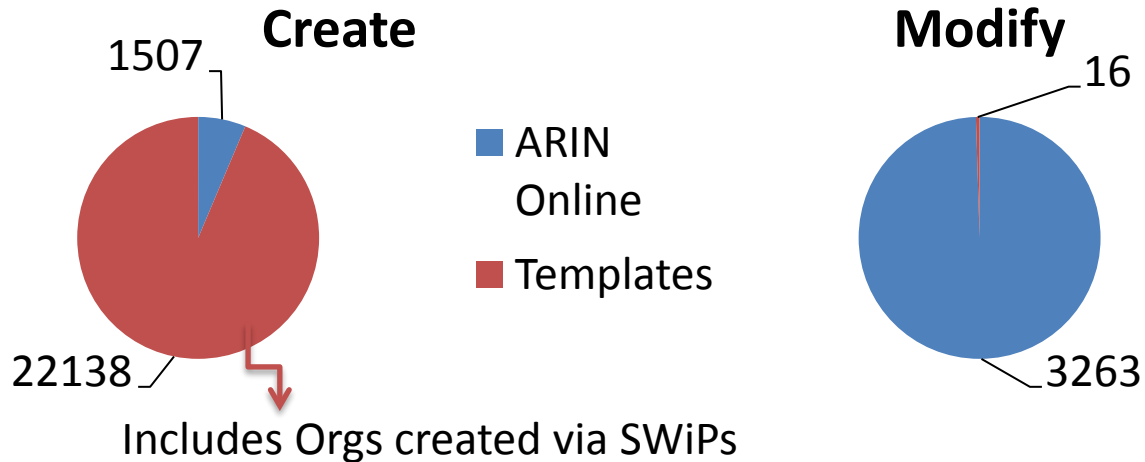 Create
1507
22138
Includes Orgs created via SWiPs
ARIN
Online
Templates
Modify
16
3263